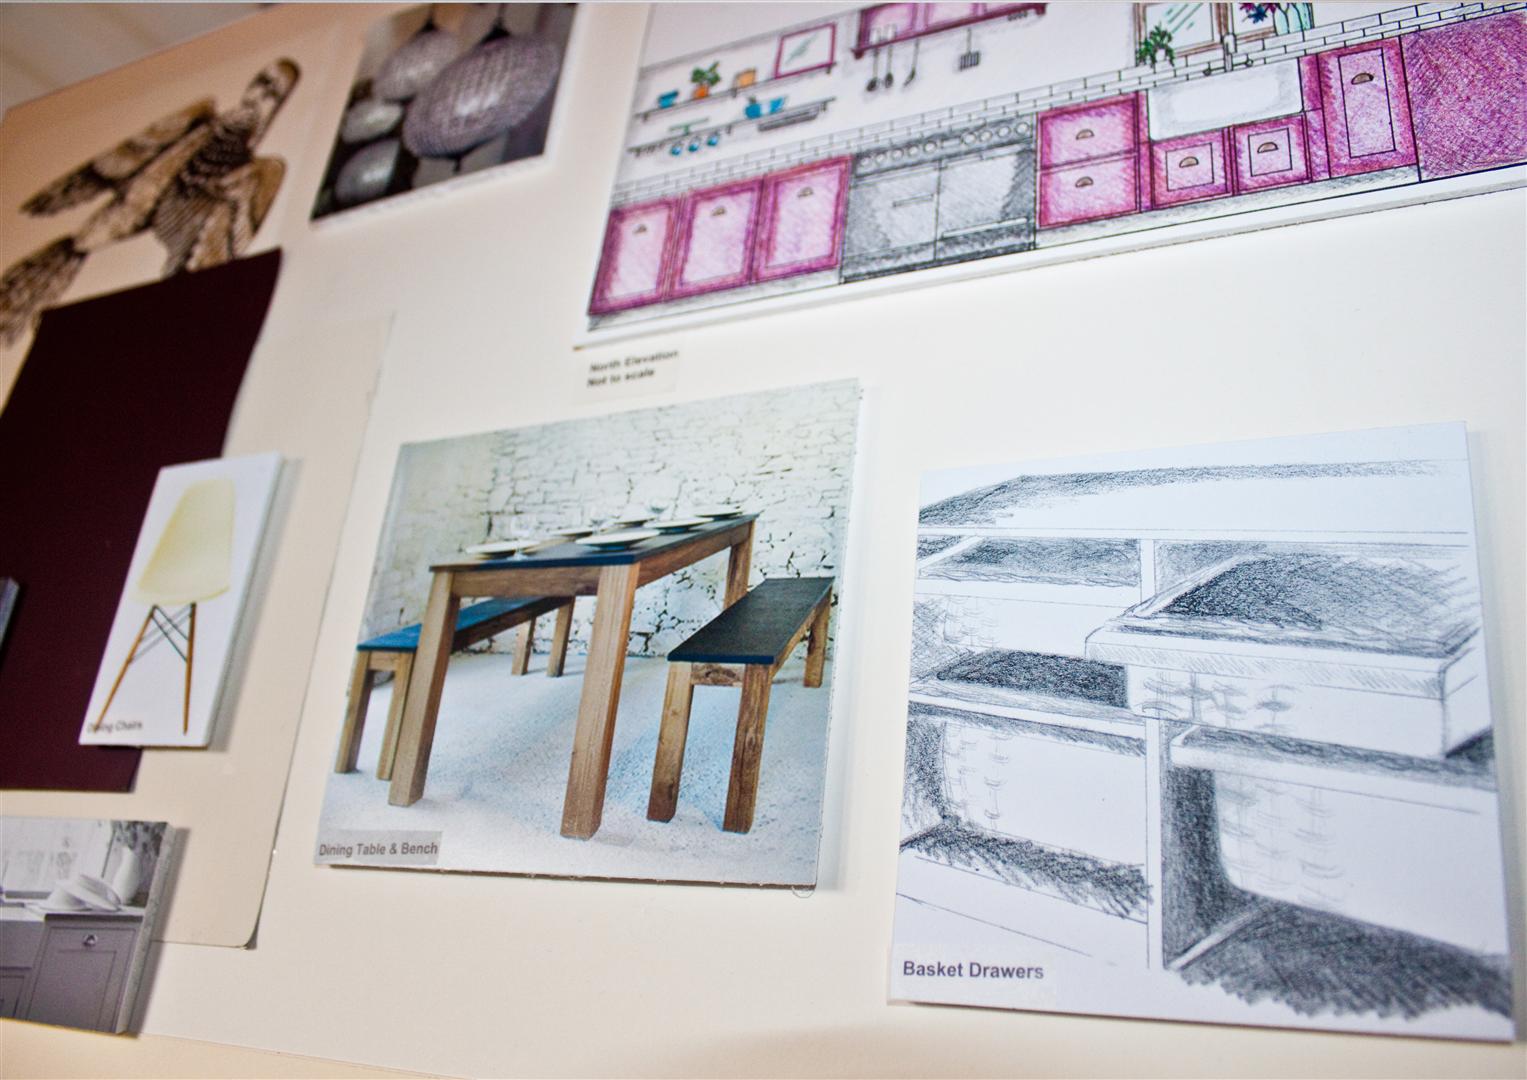 North Elevation
Not to scale
Dining Chairs
Dining Table & Bench
Basket Drawers